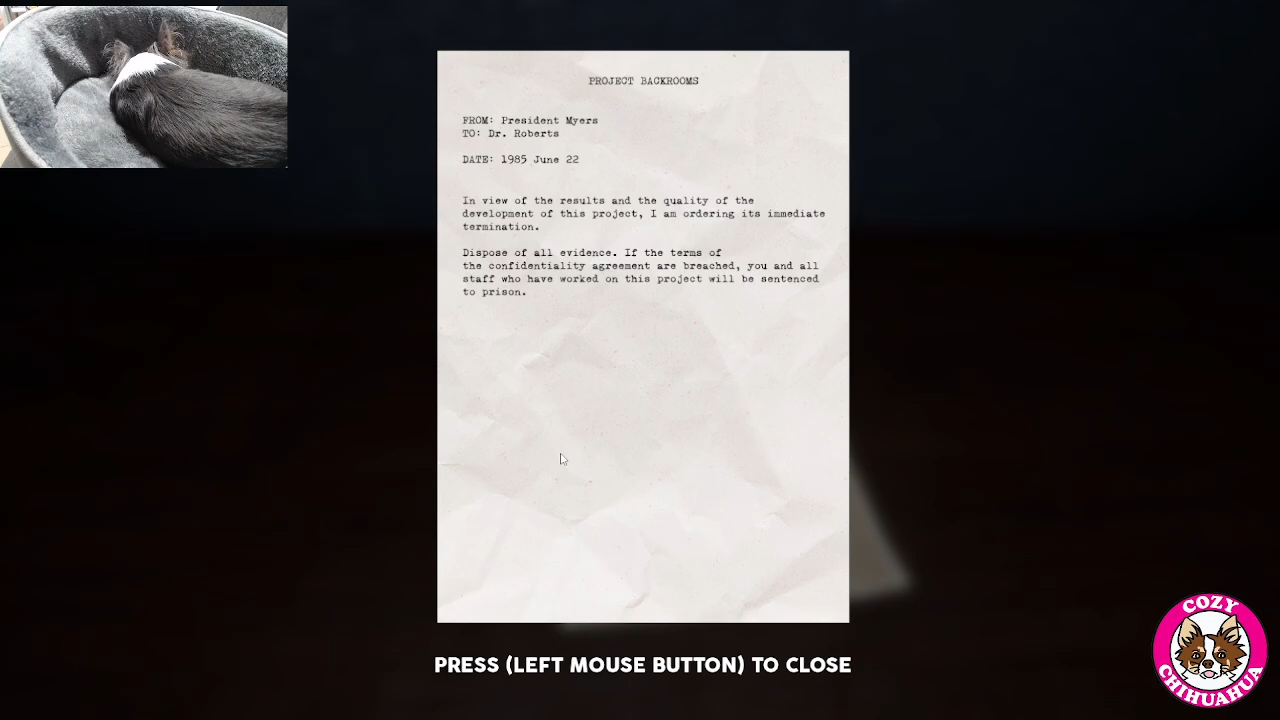 PROJECT BACKROOMS
FROM: President Myers
TO: Dr. Roberts
DATE: 1985 June 22
In view of the results and the quality of the
development of this project, I am ordering its immediate
termination.
Dispose of all evidence. If the terms of
the confidentiality agreement are breached, you and all
staff who have worked on this project will be sentenced
to prison.
PRESS (LEFT MOUSE BUTTON) TO CLOSE
COZY
CHIHUAHUA